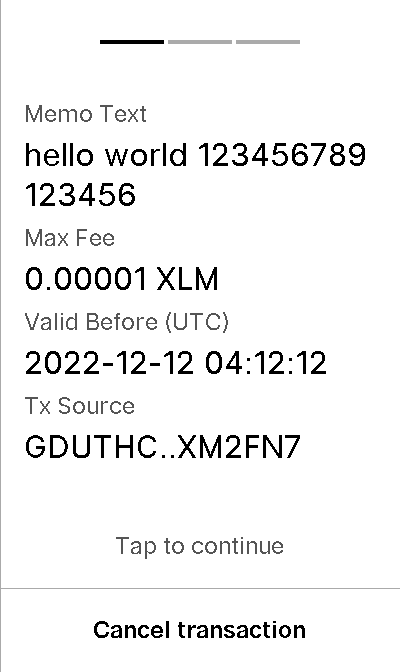 Memo Text
hello world 123456789
123456
Max Fee
0.00001 XLM
Valid Before (UTC)
2022-12-12 04:12:12
Tx Source
GDUTHC..XM2FN7
Tap to continue
Cancel transaction